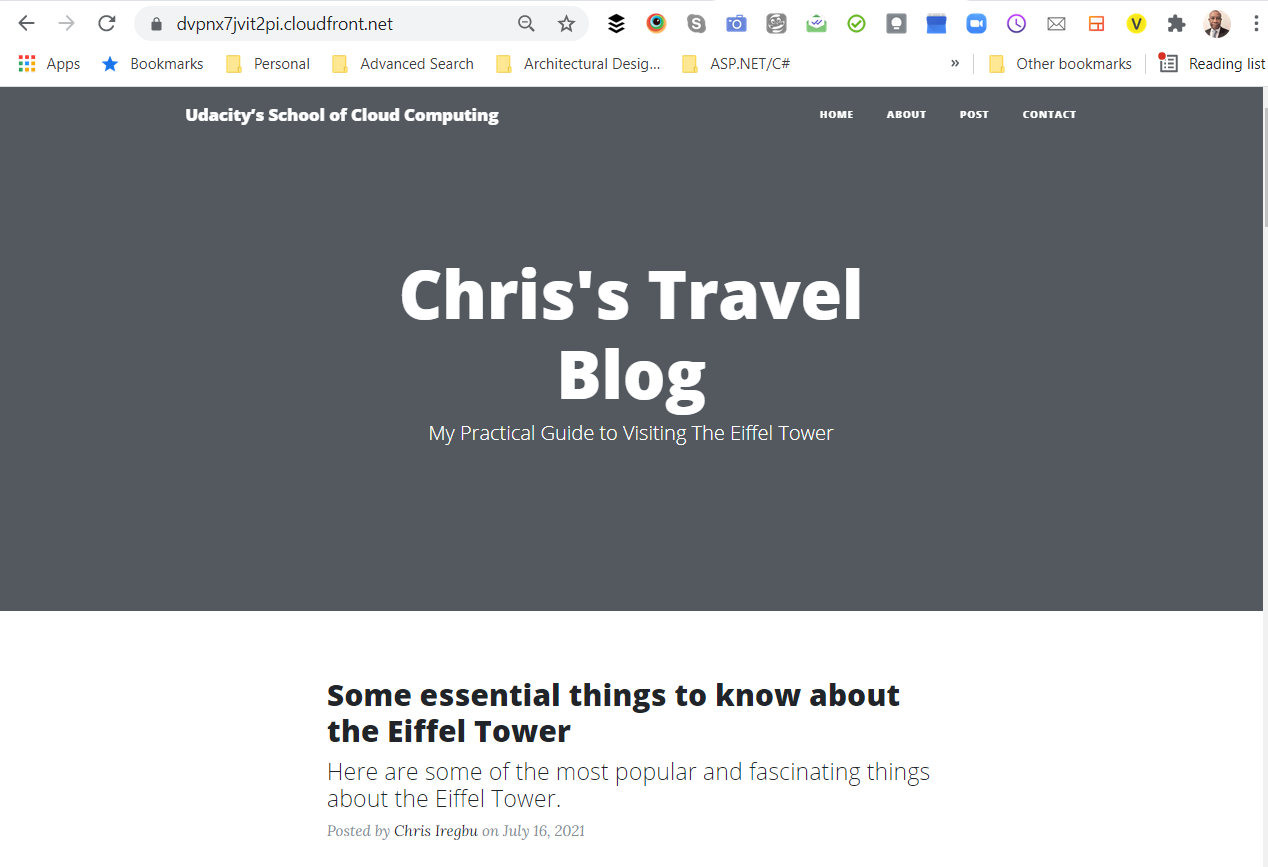 dvpnx7jvit2pi.cloudfront.net
V
Apps Bookmarks Personal Advanced Search Architectural Desig... ASP.NET/C# » Other bookmarks Reading list
Udacity’s School of Cloud Computing HOME ABOUT POST CONTACT
Chris's Travel
Blog
My Practical Guide to Visiting The Eiffel Tower
Some essential things to know about
the Eiffel Tower
Here are some of the most popular and fascinating things
about the Eiffel Tower.
Posted by Chris Iregbu on July 16, 2021